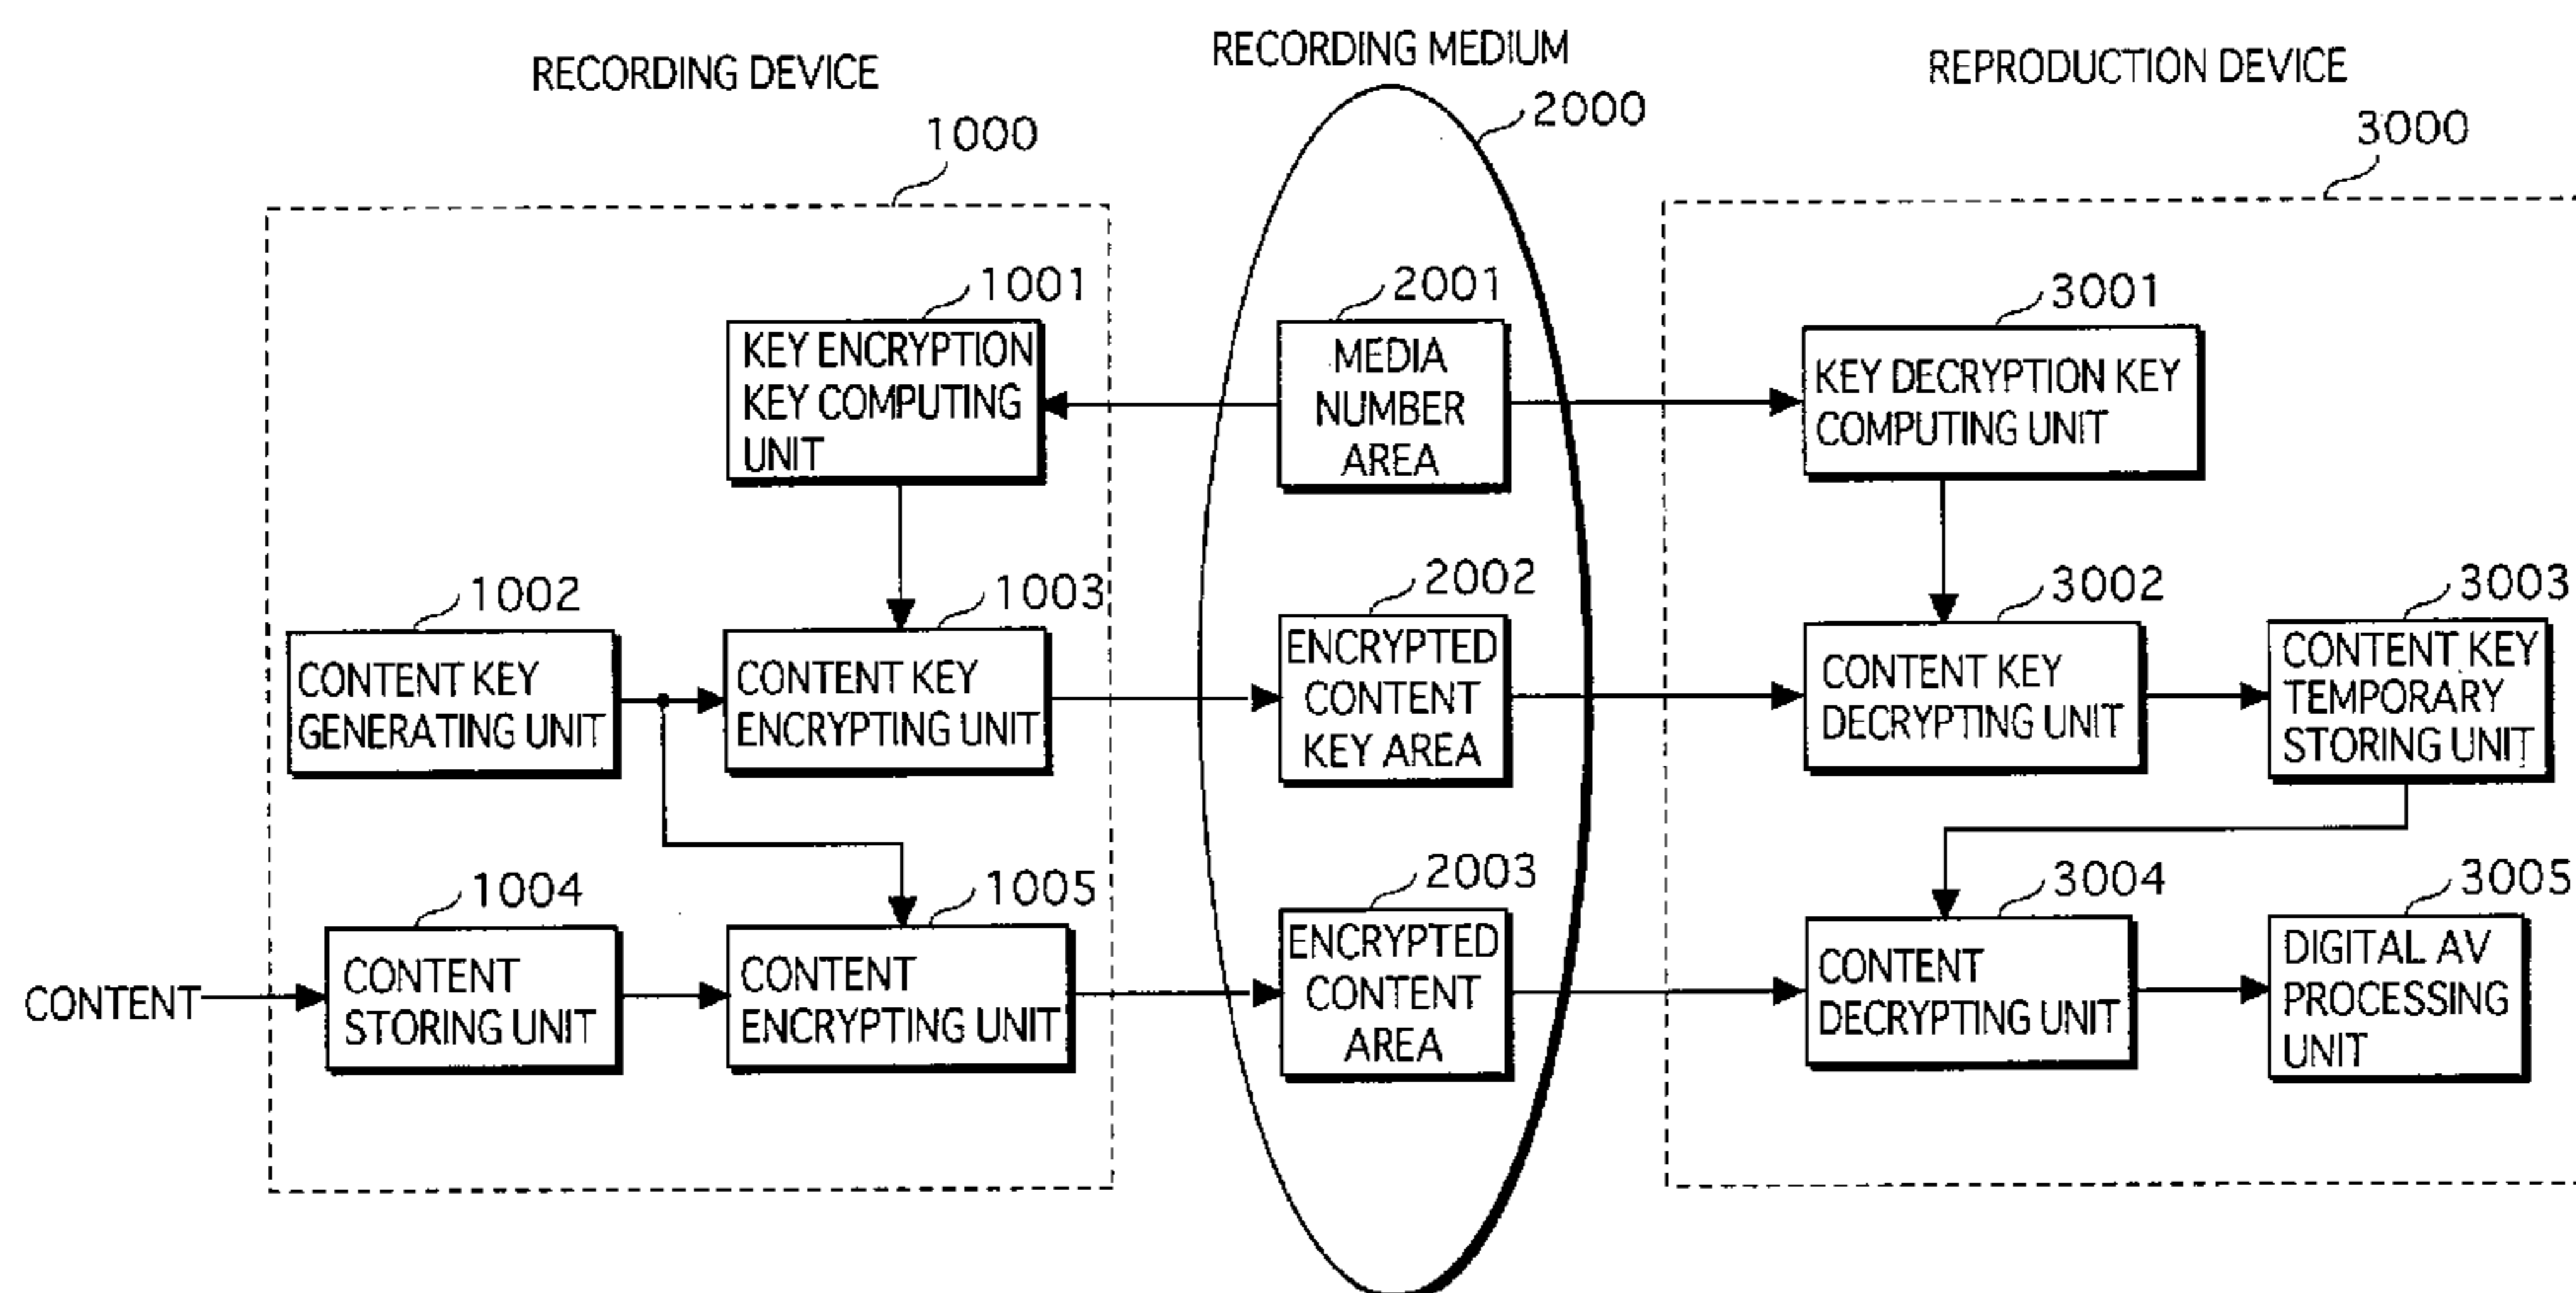 RECORDING DEVICE
1000
RECORDING MEDIUM
2000
REPRODUCTION DEVICE
3000
1001
KEY ENCRYPTION
KEY COMPUTING
UNIT
2001
MEDIA
NUMBER
AREA
3001
KEY DECRYPTION KEY
COMPUTING UNIT
1002
CONTENT KEY
GENERATING UNIT
1003
CONTENT KEY
ENCRYPTING UNIT
2002
ENCRYPTED
CONTENT
KEY AREA
3002
CONTENT KEY
DECRYPTING UNIT
3003
CONTENT KEY
TEMPORARY
STORING UNIT
CONTENT
1004
CONTENT
STORING UNIT
1005
CONTENT
ENCRYPTING UNIT
2003
ENCRYPTED
CONTENT
AREA
3004
CONTENT
DECRYPTING UNIT
3005
DIGITAL AV
PROCESSING
UNIT